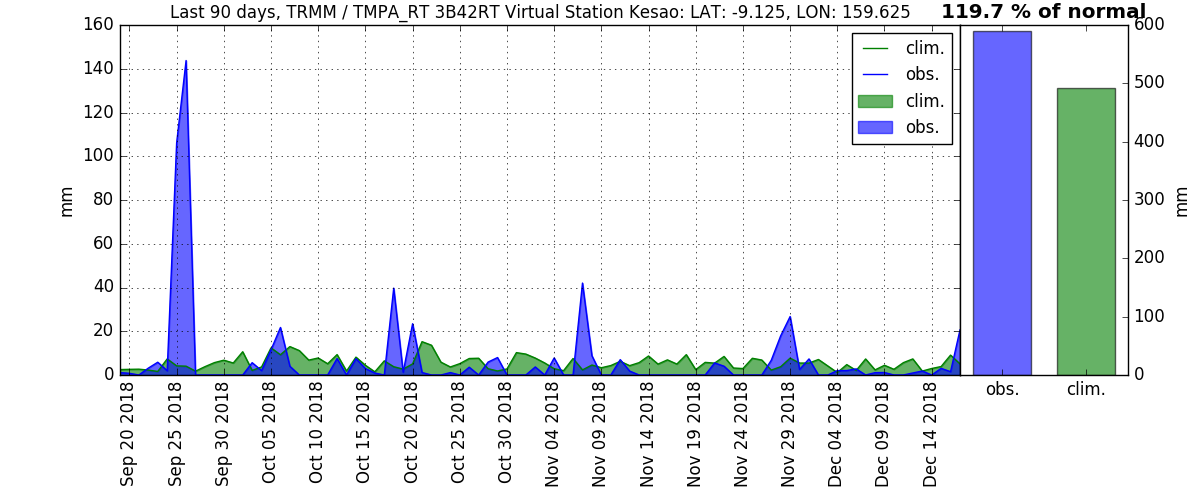 Last 90 days, TRMM / TMPA_RT 3B42RT Virtual Station Kesao: LAT: -9.125, LON: 159.625
119.7 % of normal
160
140
120
100
80
60
40
20
0
mm
clim.
obs.
clim.
obs.
600
500
400
300
200
100
0
mm
Sep 20 2018
Sep 25 2018
Sep 30 2018
Oct 05 2018
Oct 10 2018
Oct 15 2018
Oct 20 2018
Oct 25 2018
Oct 30 2018
Nov 04 2018
Nov 09 2018
Nov 14 2018
Nov 19 2018
Nov 24 2018
Nov 29 2018
Dec 04 2018
Dec 09 2018
Dec 14 2018
obs.
clim.